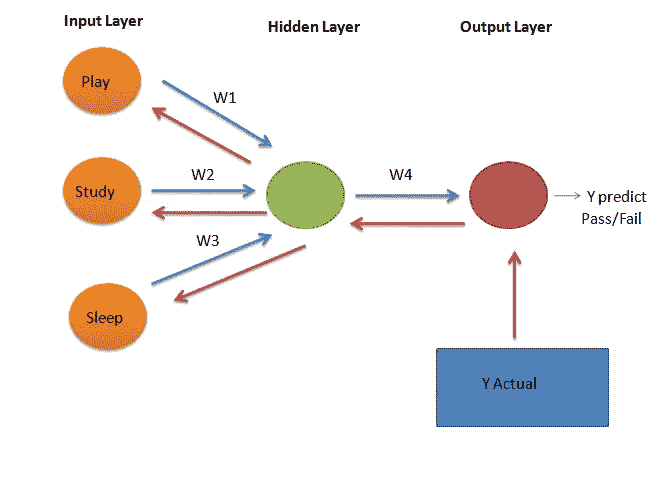 Input Layer
Hidden Layer
Output Layer
Play
W1
Study
W2
W4
Y predict
Pass/Fail
W3
Sleep
Y Actual